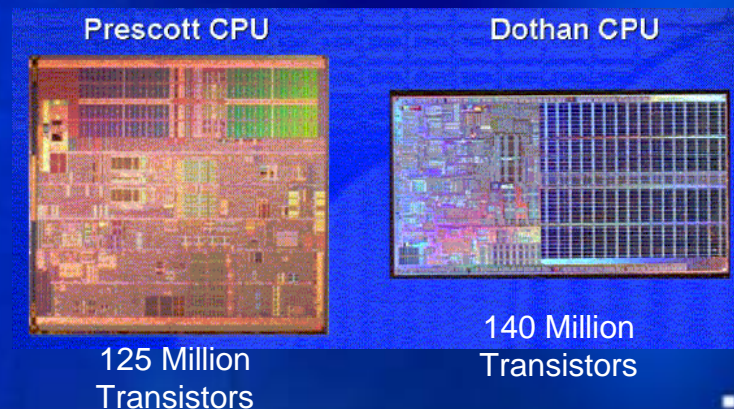 Prescott CPU
Dothan CPU
125 Million
Transistors
140 Million
Transistors